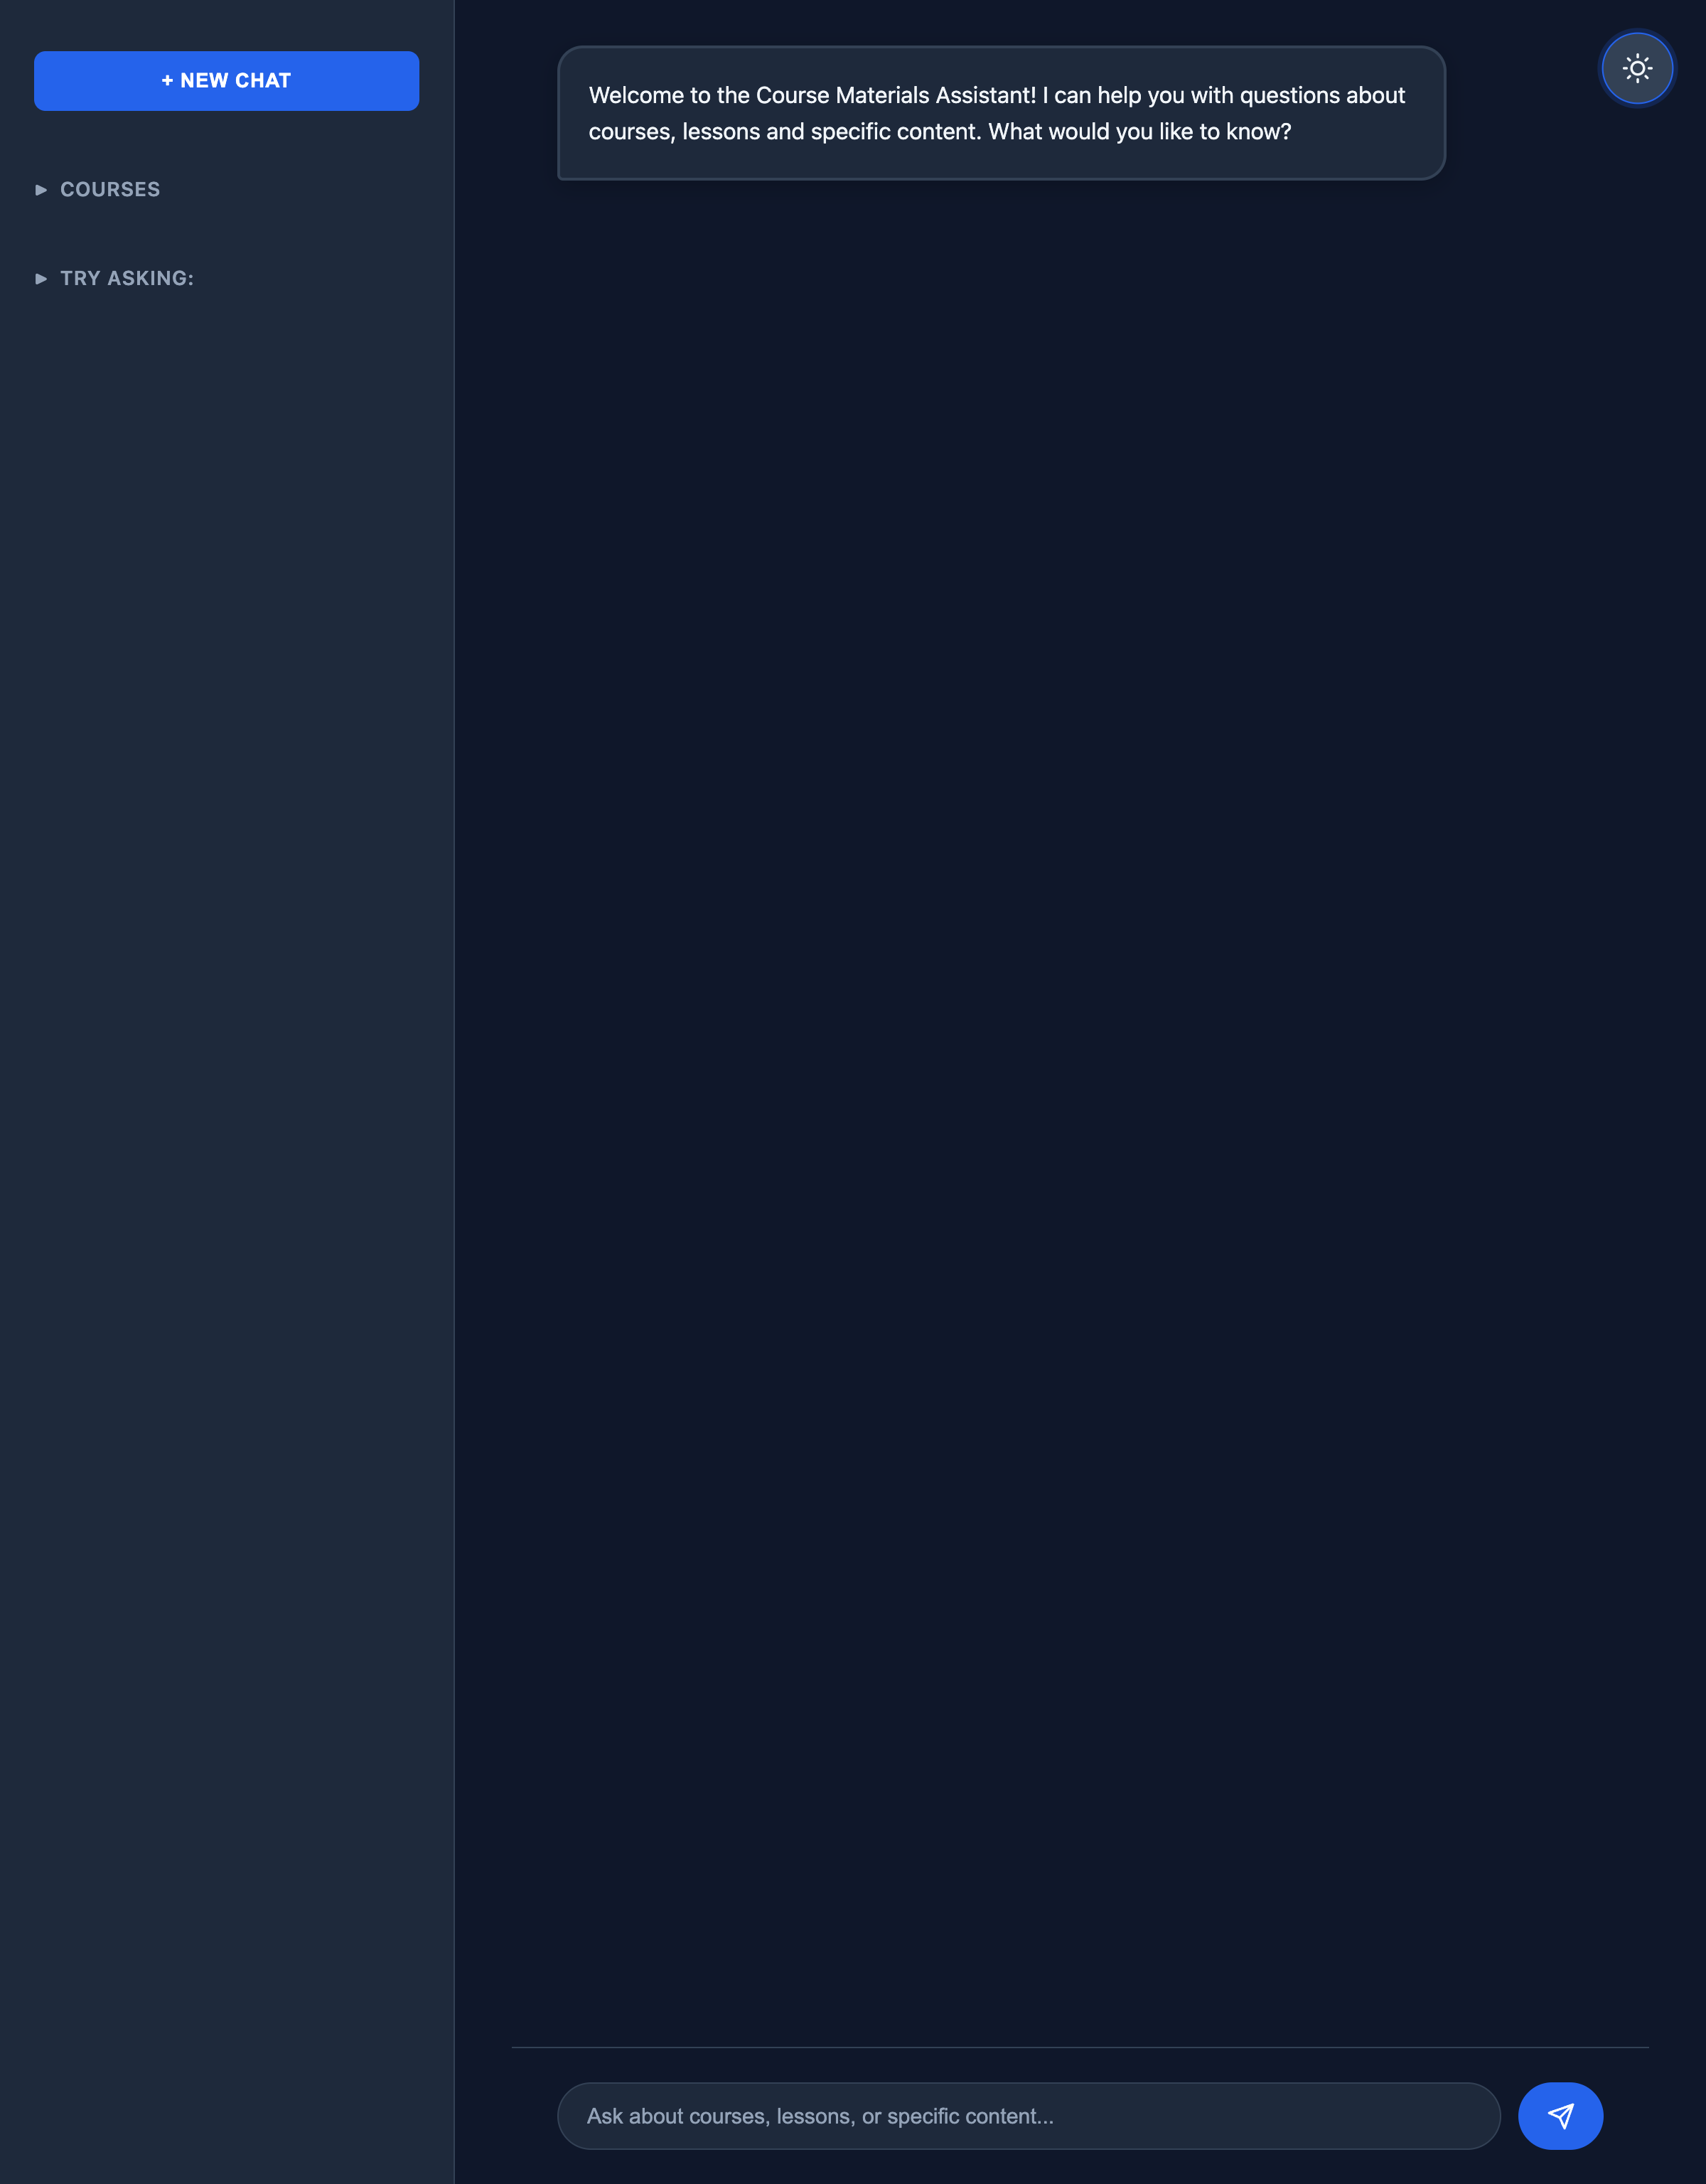 + NEW CHAT
COURSES
TRY ASKING:
Welcome to the Course Materials Assistant! I can help you with questions about
courses, lessons and specific content. What would you like to know?
Ask about courses, lessons, or specific content...